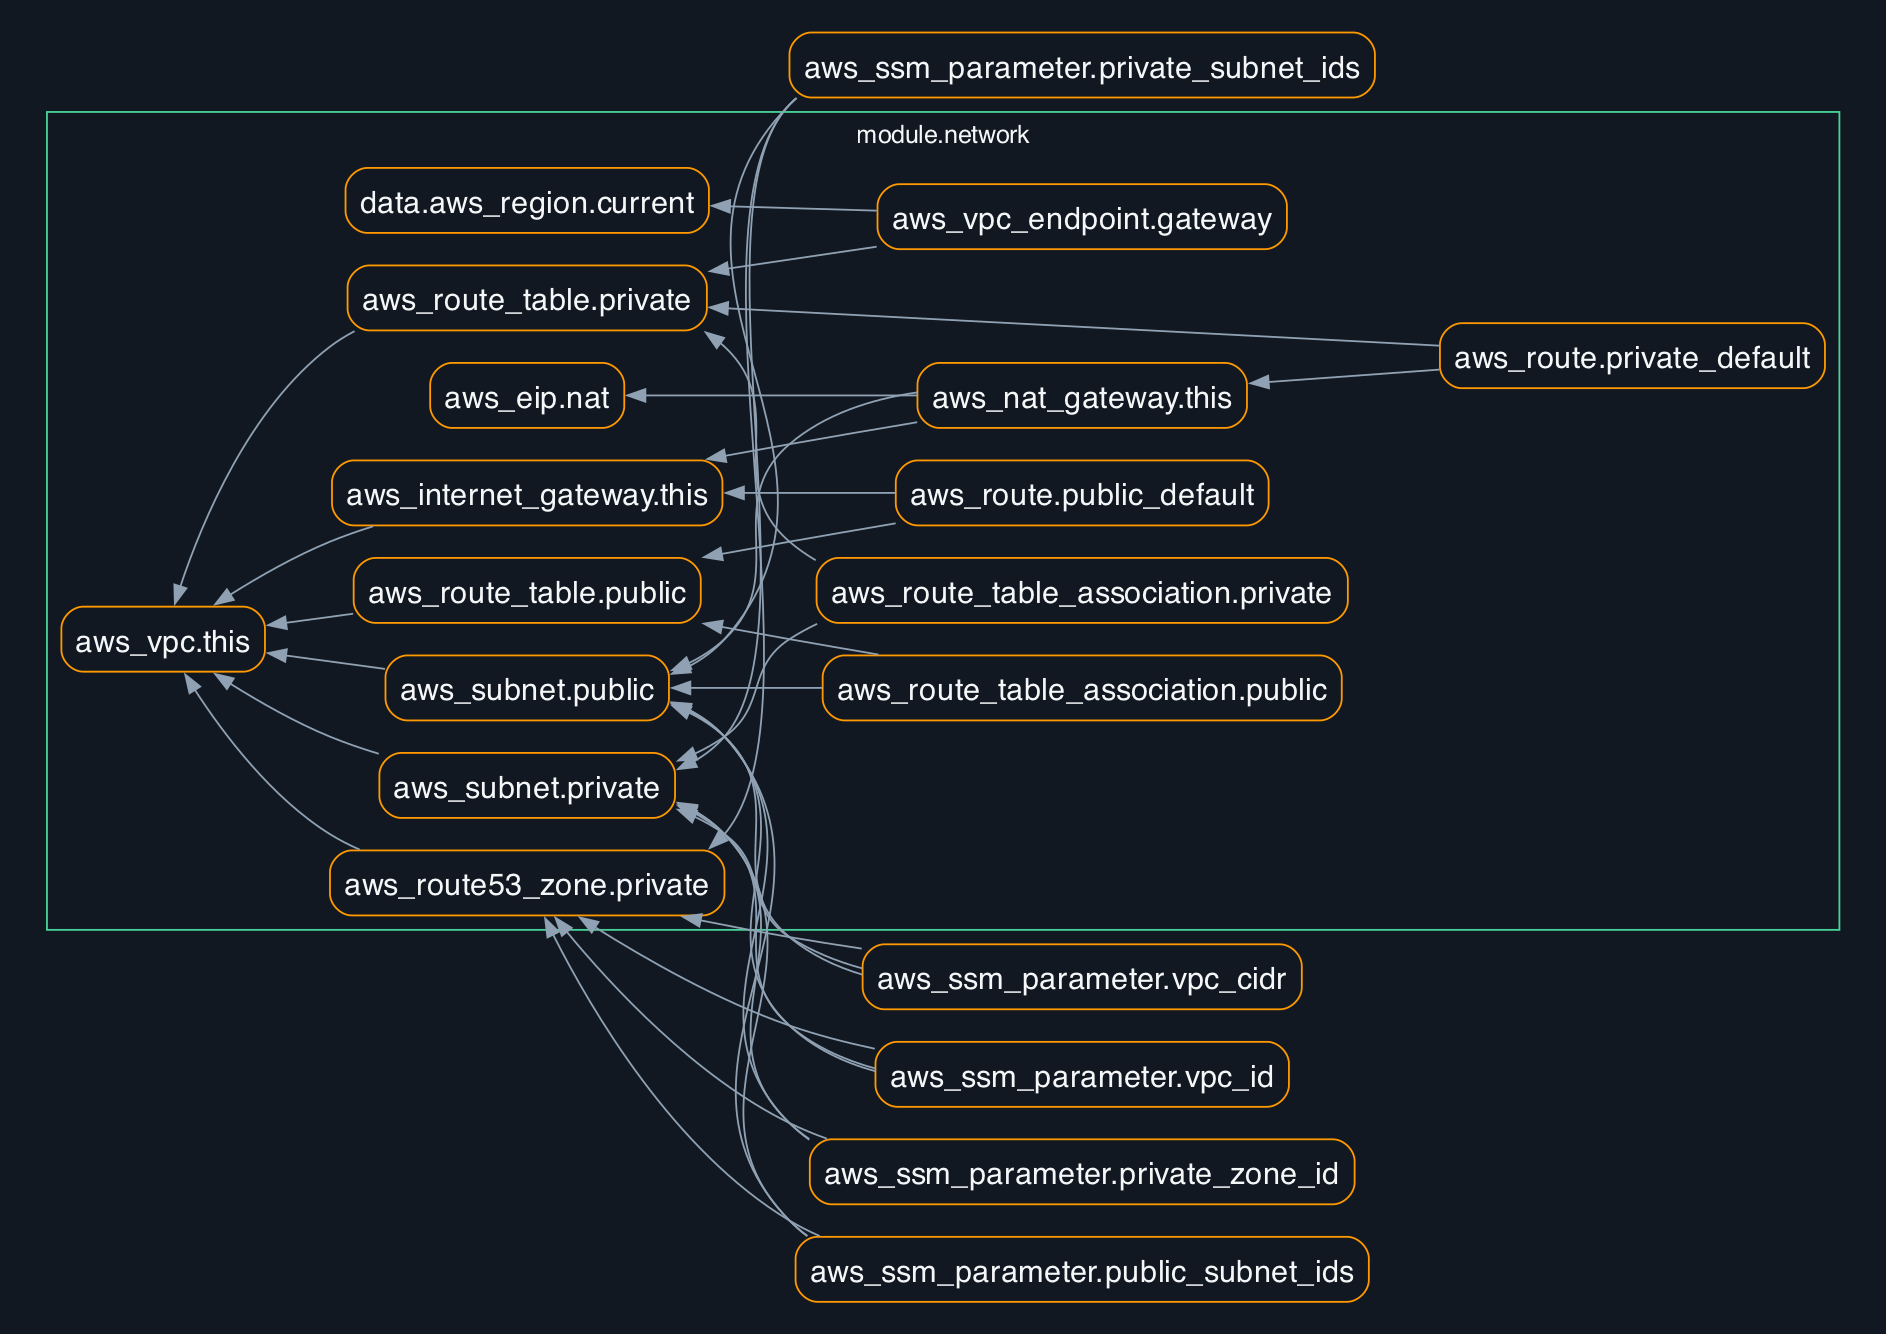 aws_ssm_parameter.private_subnet_ids
module.network
data.aws_region.current
aws_vpc_endpoint.gateway
aws_route_table.private
aws_route.private_default
aws_eip.nat
aws_nat_gateway.this
aws_internet_gateway.this
aws_route.public_default
aws_route_table.public
aws_route_table_association.private
aws_vpc.this
aws_subnet.public
aws_route_table_association.public
aws_subnet.private
aws_route53_zone.private
aws_ssm_parameter.vpc_cidr
aws_ssm_parameter.vpc_id
aws_ssm_parameter.private_zone_id
aws_ssm_parameter.public_subnet_ids